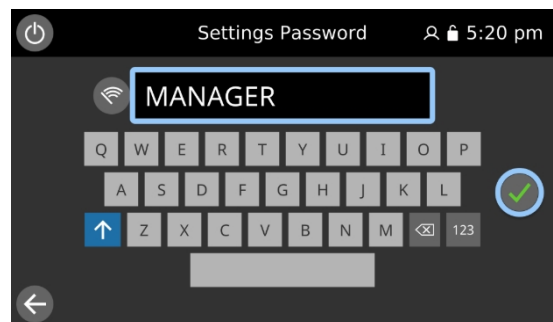 Settings Password 5:20 pm
MANAGER
Q W E R T Y U I O P
A S D F G H J K L
Z X C V B N M 123